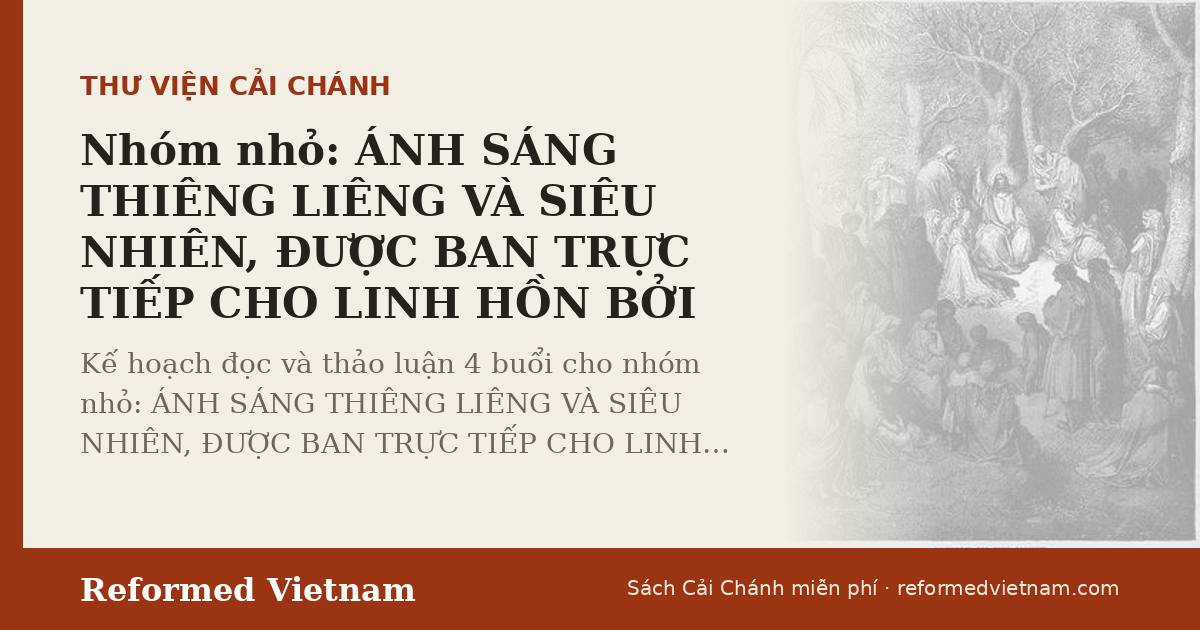 THƯ VIỆN CẢI CHÁNH
Nhóm nhỏ: ÁNH SÁNG
THIÊNG LIÊNG VÀ SIÊU
NHIÊN, ĐƯỢC BAN TRỰC
TIẾP CHO LINH HỒN BỞI
Kế hoạch đọc và thảo luận 4 buổi cho nhóm
nhỏ: ÁNH SÁNG THIÊNG LIÊNG VÀ SIÊU
NHIÊN, ĐƯỢC BAN TRỰC TIẾP CHO LINH...
Reformed Vietnam
Sách Cải Chánh miễn phí · reformedvietnam.com